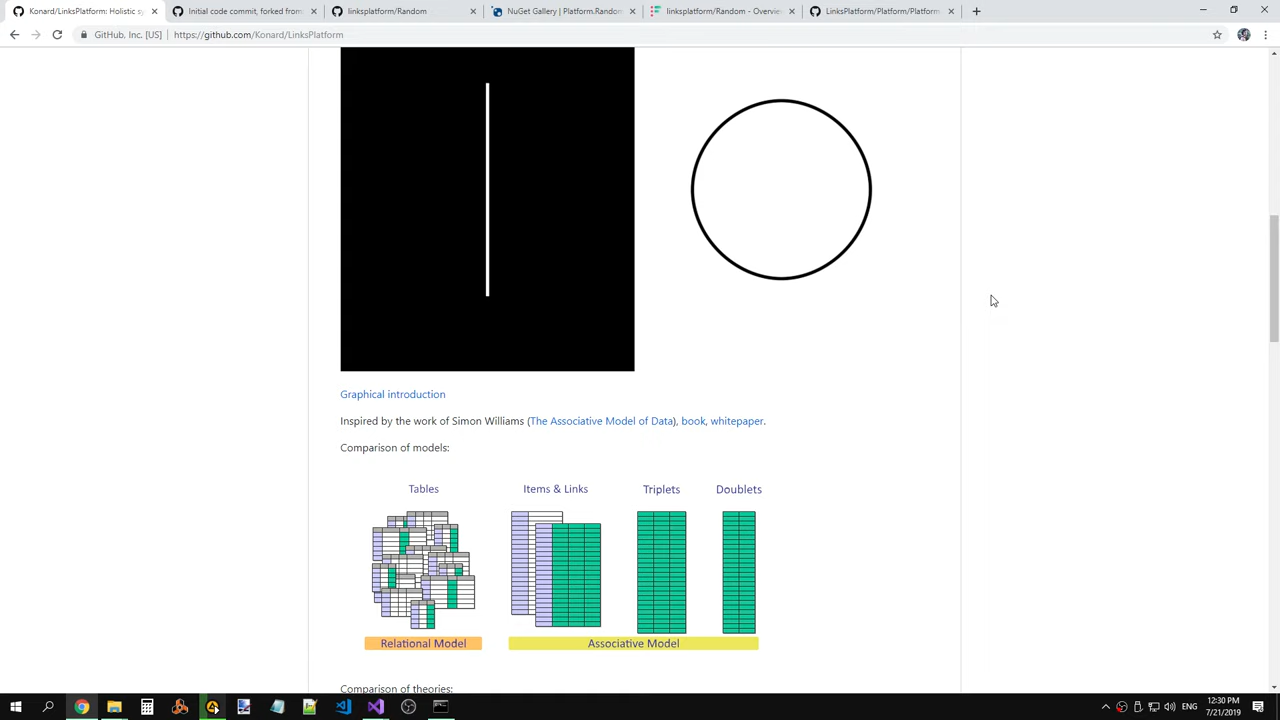 Konard/LinksPlatform: Holistic sy
Initial code commit, forked from
linksplatform/Random
NuGet Gallery | Platform.Random
linksplatform/Random - Overview
LinksPlatform/Platform/Platform
GitHub, Inc. [US] | https://github.com/Konard/LinksPlatform
Graphical introduction
Inspired by the work of Simon Williams (The Associative Model of Data), book, whitepaper.
Comparison of models:
Tables Items & Links Triplets Doublets
Relational Model Associative Model
Comparison of theories:
ENG
12:30 PM
7/21/2019